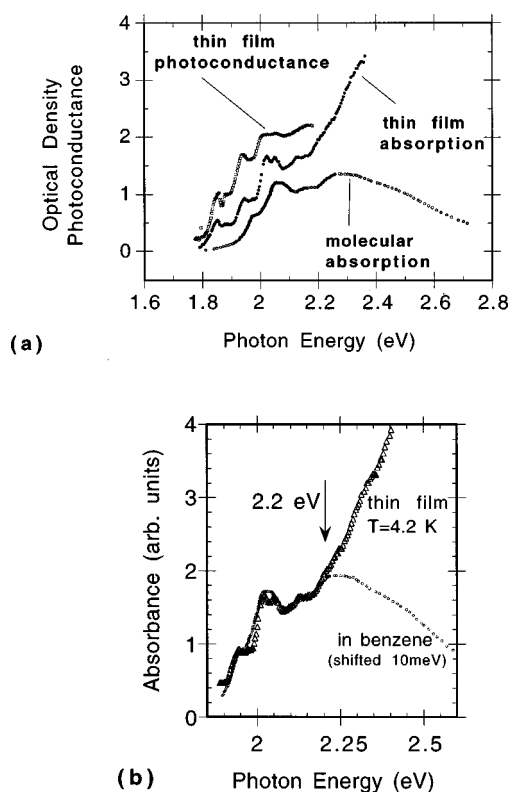 4
thin film
photoconductance
3
thin film
absorption
2
1
molecular
absorption
0
Optical Density
Photoconductance
1.6 1.8 2 2.2 2.4 2.6 2.8
(a)
Photon Energy (eV)
4
2.2 eV
thin film
T=4.2 K
3
2
in benzene
(shifted 10meV)
1
0
Absorbance (arb. units)
2 2.25 2.5
(b)
Photon Energy (eV)